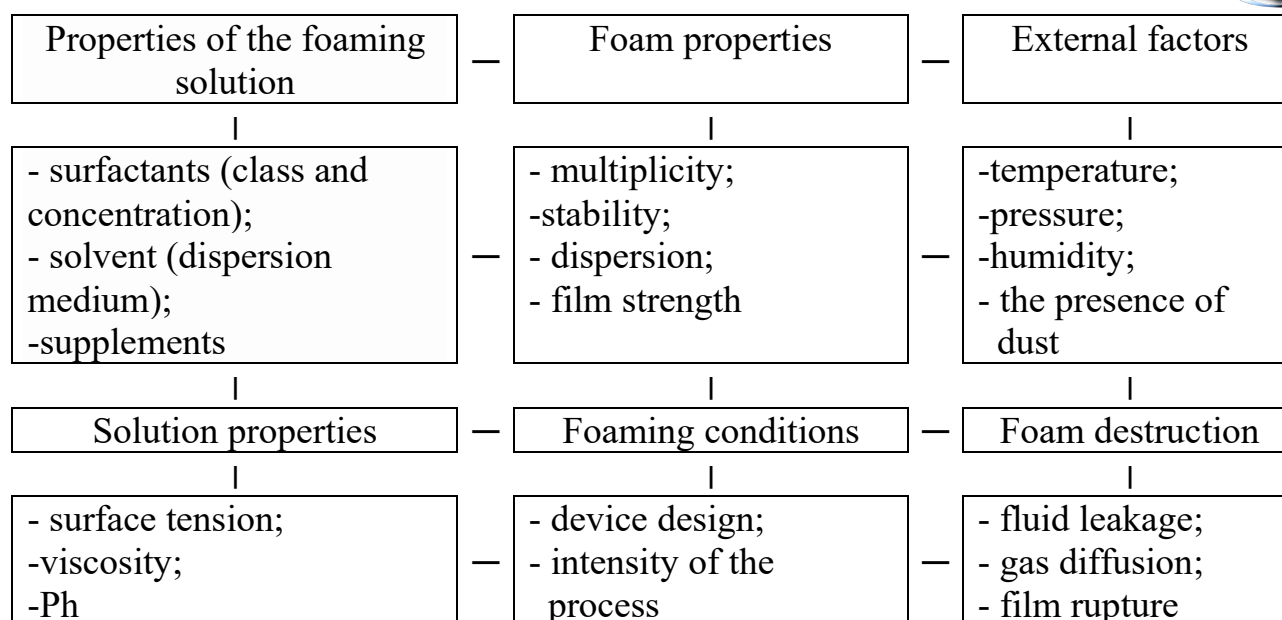 Properties of the foaming
solution
Foam properties
External factors
- surfactants (class and
concentration);
- solvent (dispersion
medium);
-supplements
- multiplicity;
-stability;
- dispersion;
- film strength
-temperature;
-pressure;
-humidity;
- the presence of
dust
Solution properties
Foaming conditions
Foam destruction
- surface tension;
-viscosity;
-Ph
- device design;
- intensity of the
process
- fluid leakage;
- gas diffusion;
- film rupture